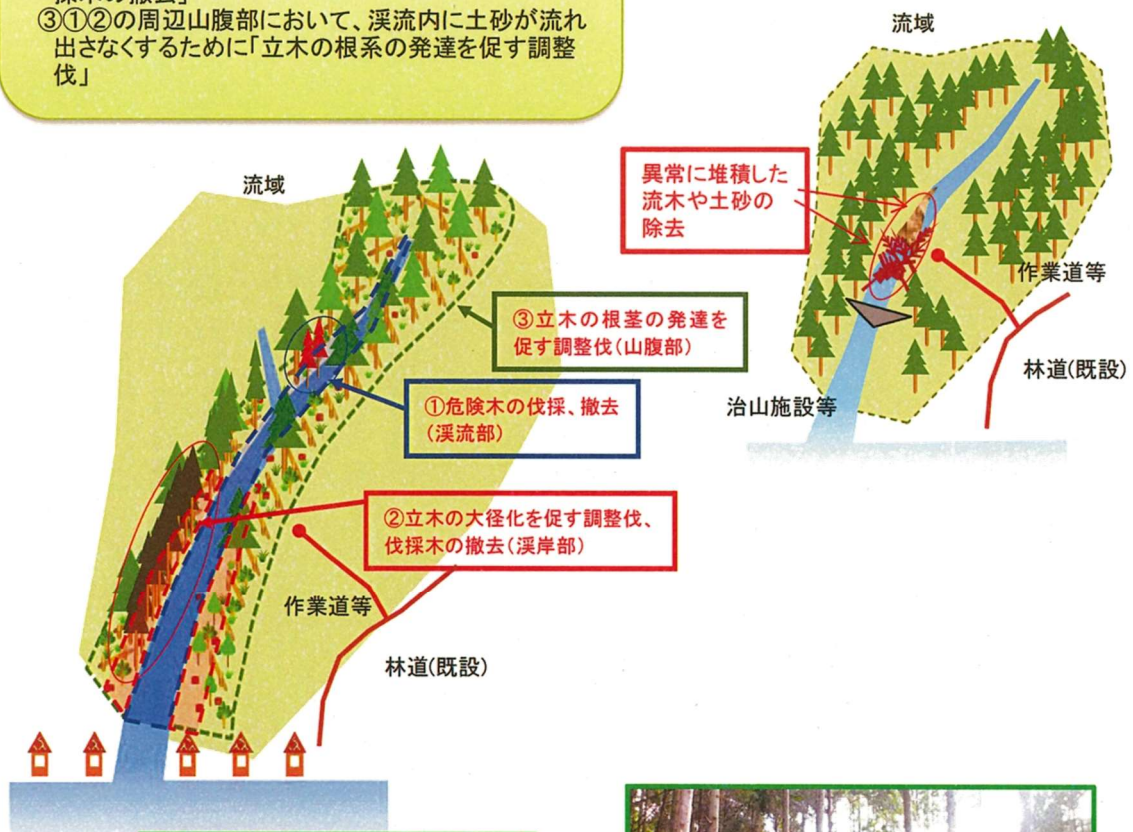 採木の撤去」
③①②の周辺山腹部において、渓流内に土砂が流れ
出さなくするために「立木の根系の発達を促す調整
伐」
流域
異常に堆積した
流木や土砂の
除去
作業道等
林道(既設)
治山施設等
流域
③立木の根茎の発達を
促す調整伐(山腹部)
①危険木の伐採、撤去
(渓流部)
②立木の大径化を促す調整伐、
伐採木の撤去(渓岸部)
作業道等
林道(既設)